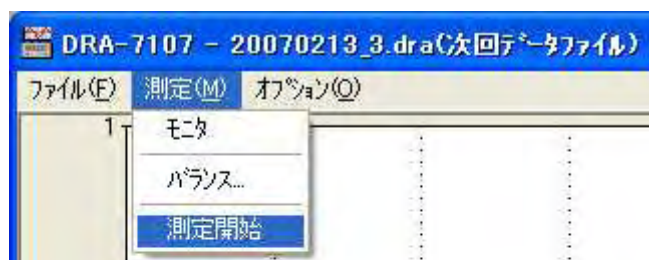 DRA-7107 - 20070213_3.dra(次回ﾃﾞｰﾀﾌｧｲﾙ)
ﾌｧｲﾙ(F) 測定(M) ｵﾌﾟｼｮﾝ(O)
1
ﾓﾆﾀ
ﾊﾞﾗﾝｽ...
測定開始